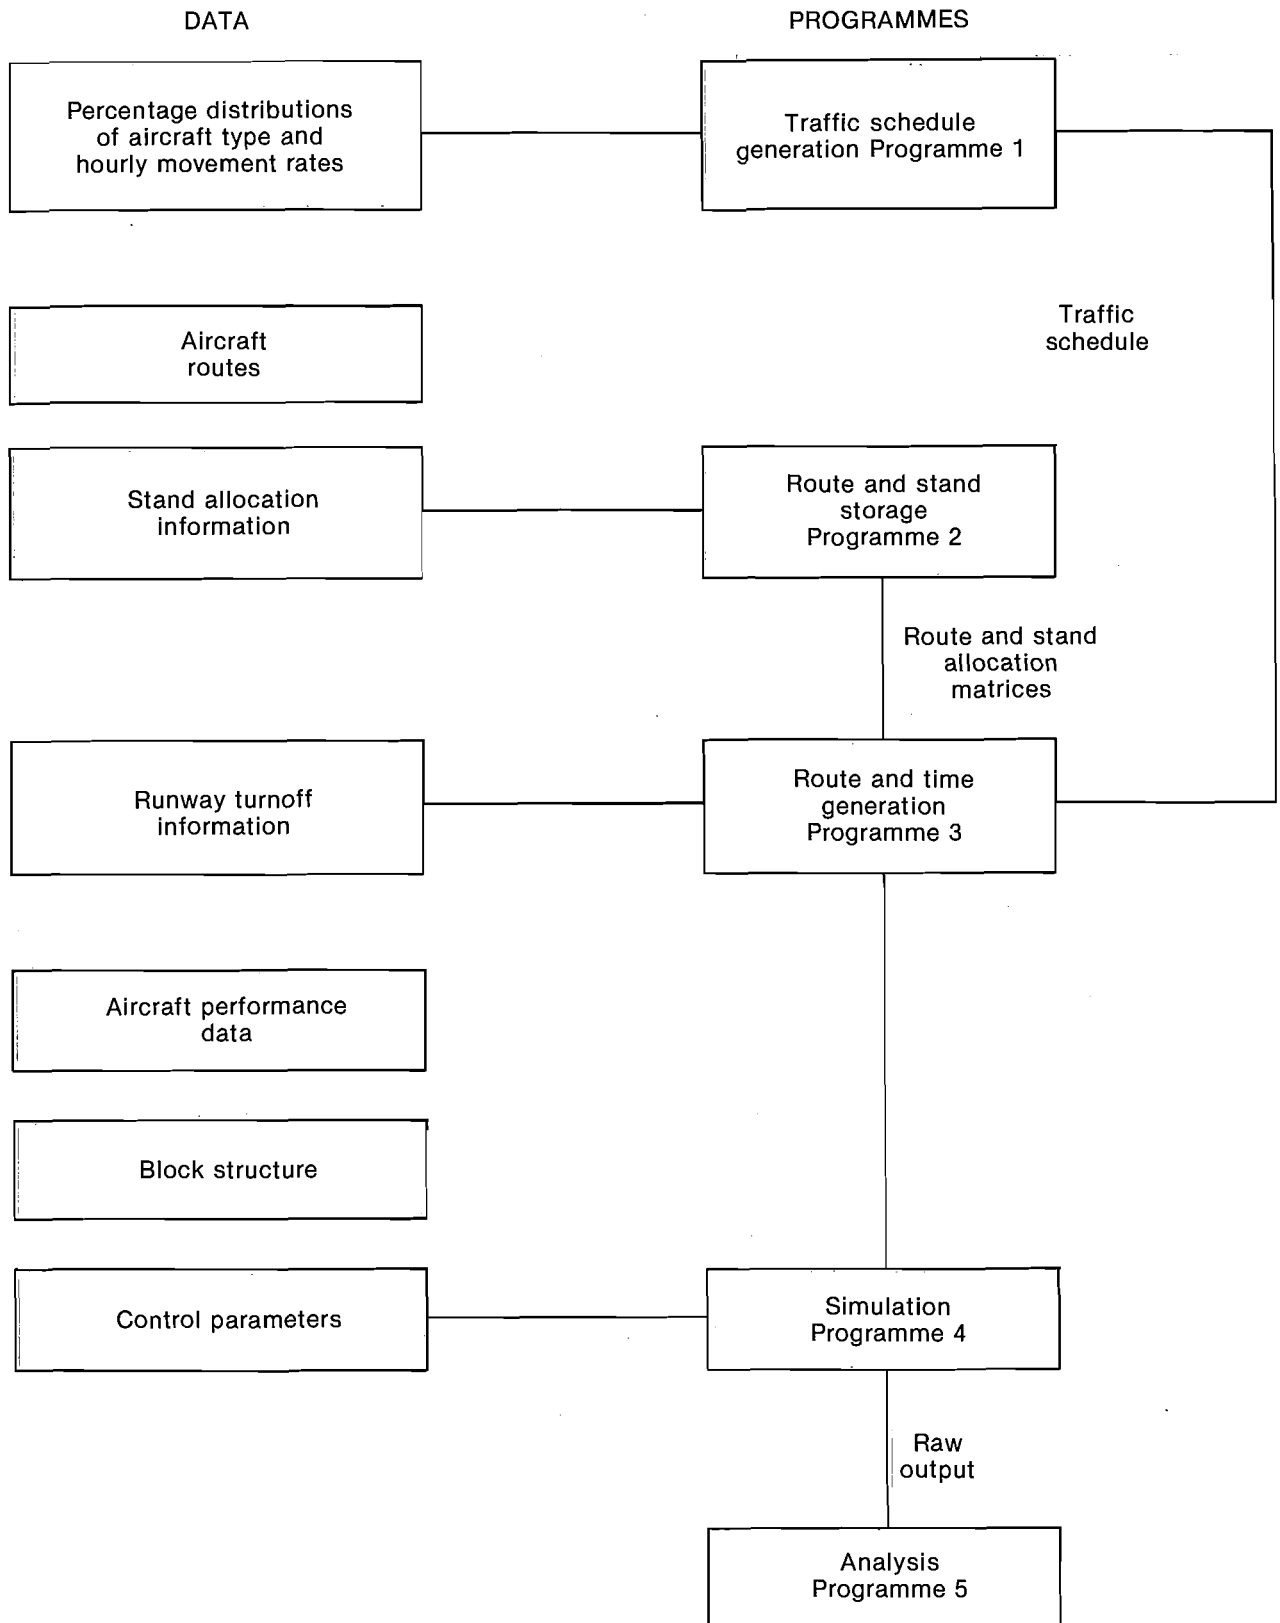 DATA
PROGRAMMES
Percentage distributions
of aircraft type and
hourly movement rates
Traffic schedule
generation Programme 1
Aircraft
routes
Traffic
schedule
Stand allocation
information
Route and stand
storage
Programme 2
Route and stand
allocation
matrices
Runway turnoff
information
Route and time
generation
Programme 3
Aircraft performance
data
Block structure
Control parameters
Simulation
Programme 4
Raw
output
Analysis
Programme 5